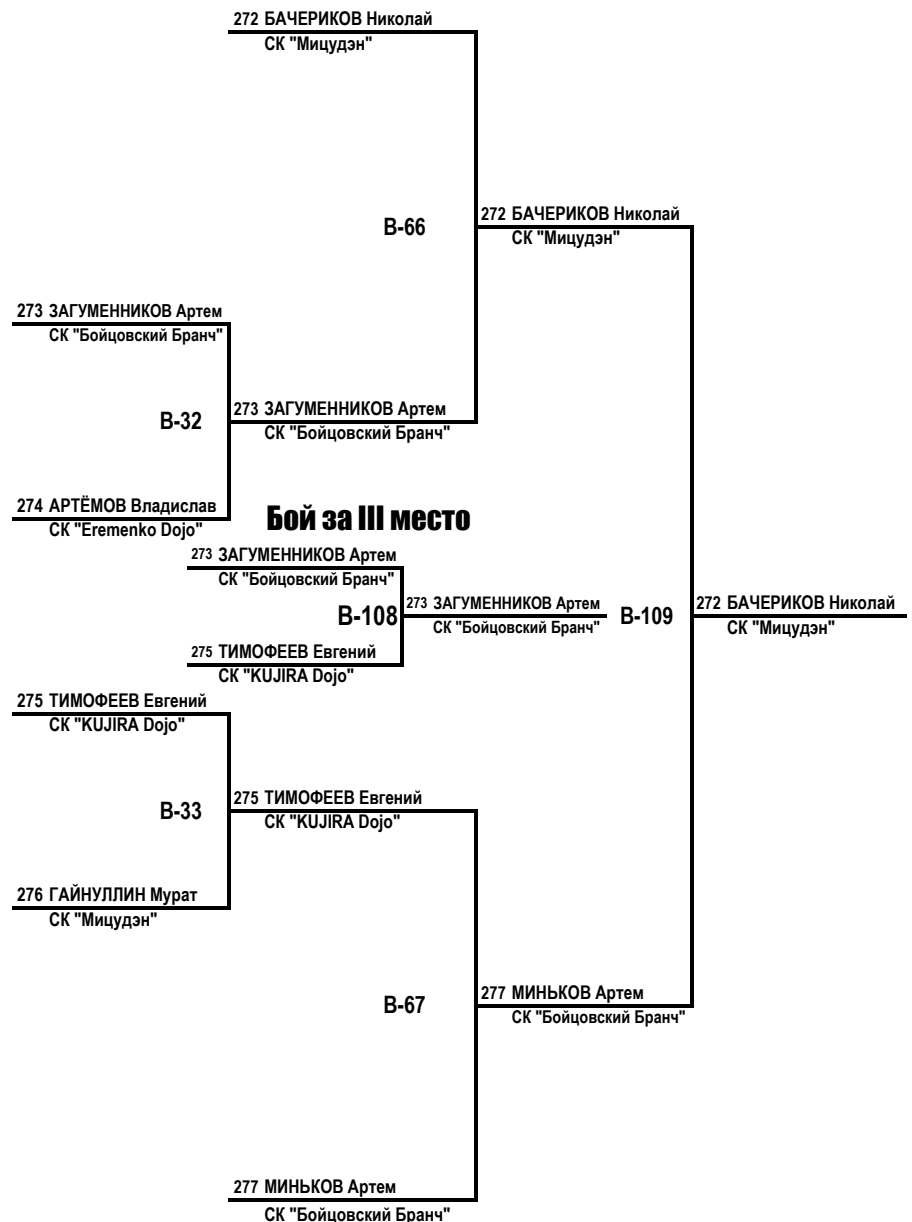 272 БАЧЕРИКОВ Николай
СК "Мицудэн"
B-66
272 БАЧЕРИКОВ Николай
СК "Мицудэн"
273 ЗАГУМЕННИКОВ Артем
СК "Бойцовский Бранч"
B-32
273 ЗАГУМЕННИКОВ Артем
СК "Бойцовский Бранч"
274 АРТЁМОВ Владислав
СК "Eremenko Dojo"
Бой за III место
273 ЗАГУМЕННИКОВ Артем
СК "Бойцовский Бранч"
B-108
273 ЗАГУМЕННИКОВ Артем
СК "Бойцовский Бранч"
B-109
272 БАЧЕРИКОВ Николай
СК "Мицудэн"
275 ТИМОФЕЕВ Евгений
СК "KUJIRA Dojo"
275 ТИМОФЕЕВ Евгений
СК "KUJIRA Dojo"
B-33
275 ТИМОФЕЕВ Евгений
СК "KUJIRA Dojo"
276 ГАЙНУЛЛИН Мурат
СК "Мицудэн"
B-67
277 МИНЬКОВ Артем
СК "Бойцовский Бранч"
277 МИНЬКОВ Артем
СК "Бойцовский Бранч"